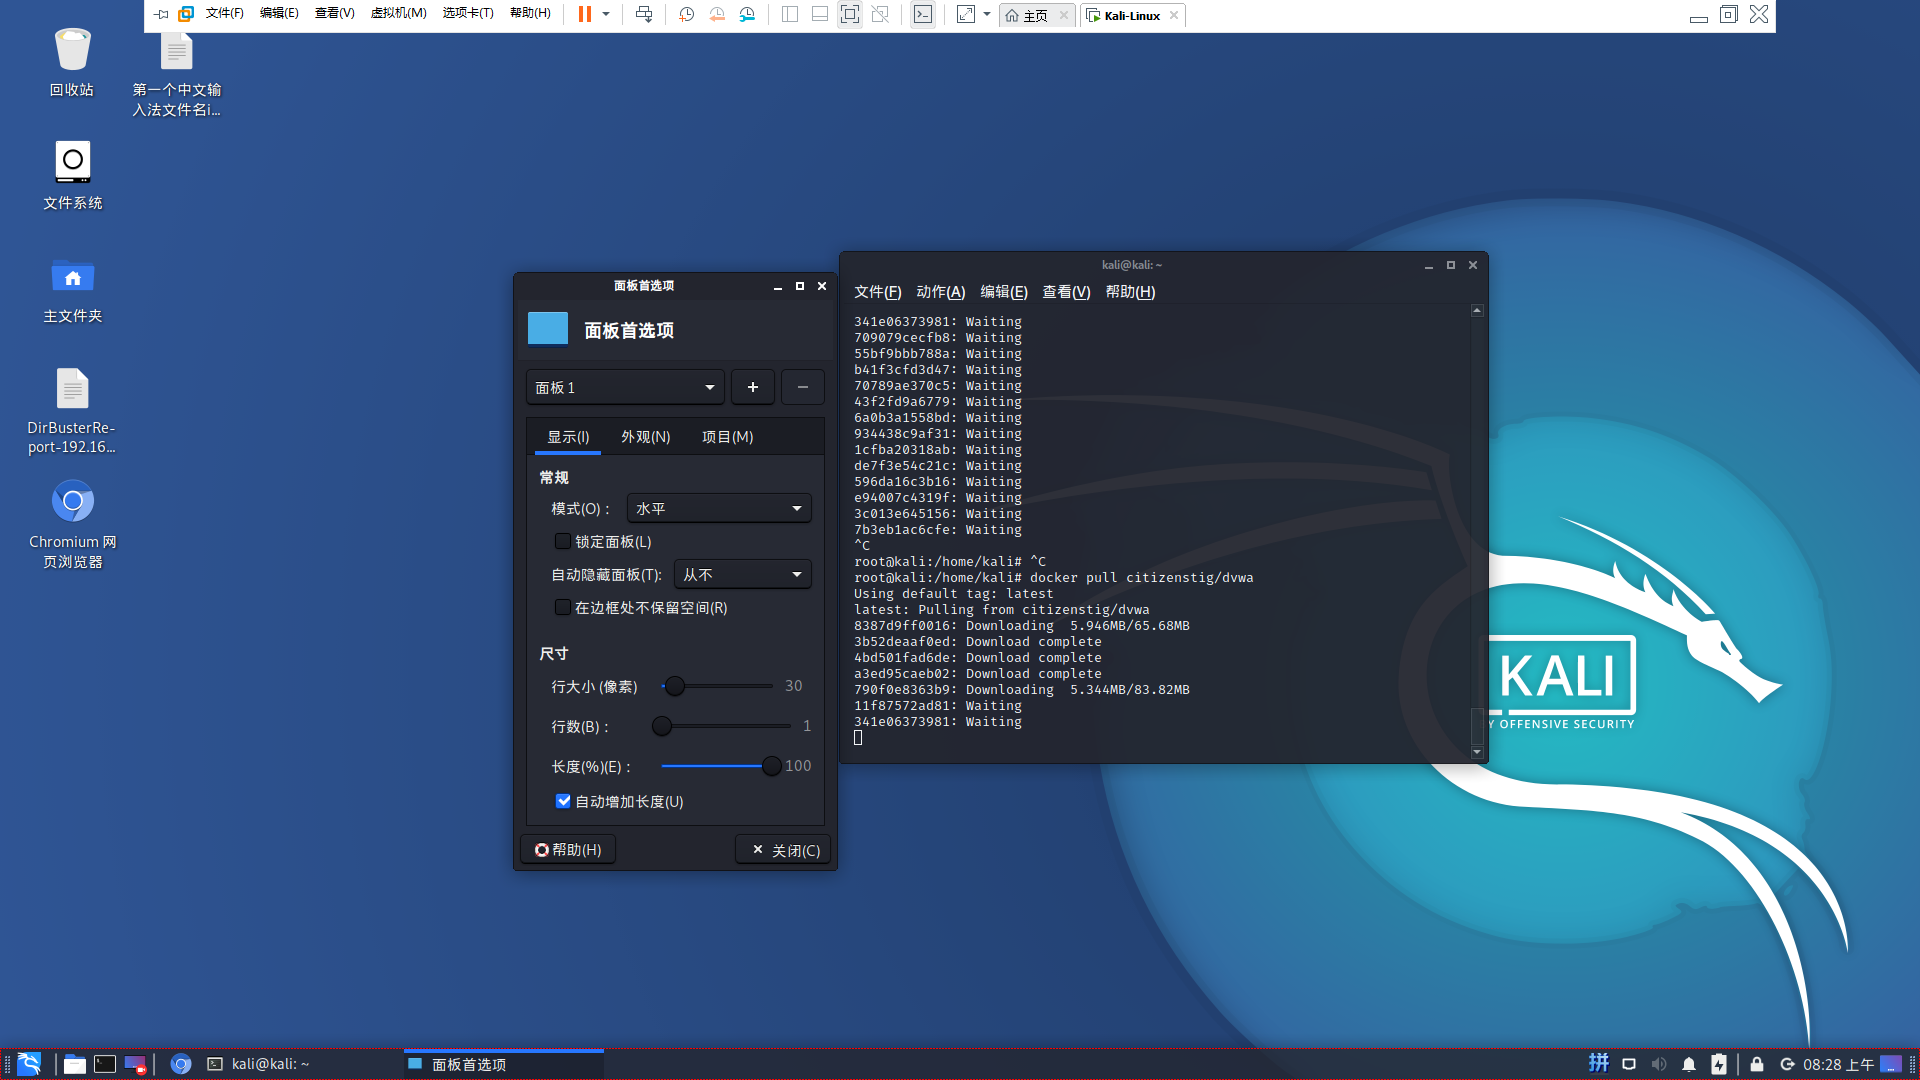 文件(F) 编辑(E) 查看(V) 虚拟机(M) 选项卡(T) 帮助(H) 主页 Kali-Linux
回收站
第一个中文输
入法文件名i...
文件系统
主文件夹
DirBusterRe-
port-192.16...
Chromium 网
页浏览器
面板首选项
面板首选项
面板 1
显示(I) 外观(N) 项目(M)
常规
模式(O)： 水平
锁定面板(L)
自动隐藏面板(T): 从不
在边框处不保留空间(R)
尺寸
行大小 (像素) 30
行数(B)： 1
长度(%)(E)： 100
自动增加长度(U)
帮助(H) 关闭(C)
kali@kali: ~
文件(F) 动作(A) 编辑(E) 查看(V) 帮助(H)
341e06373981: Waiting
709079cecfb8: Waiting
55bf9bbb788a: Waiting
b41f3cfd3d47: Waiting
70789ae370c5: Waiting
43f2fd9a6779: Waiting
6a0b3a1558bd: Waiting
934438c9af31: Waiting
1cfba20318ab: Waiting
de7f3e54c21c: Waiting
596da16c3b16: Waiting
e94007c4319f: Waiting
3c013e645156: Waiting
7b3eb1ac6cfe: Waiting
^C
root@kali:/home/kali# ^C
root@kali:/home/kali# docker pull citizenstig/dvwa
Using default tag: latest
latest: Pulling from citizenstig/dvwa
8387d9ff0016: Downloading  5.946MB/65.68MB
3b52deaaf0ed: Download complete
4bd501fad6de: Download complete
a3ed95caeb02: Download complete
790f0e8363b9: Downloading  5.344MB/83.82MB
11f87572ad81: Waiting
341e06373981: Waiting
KALI
Y OFFENSIVE SECURITY
kali@kali: ~ 面板首选项 拼 08:28 上午